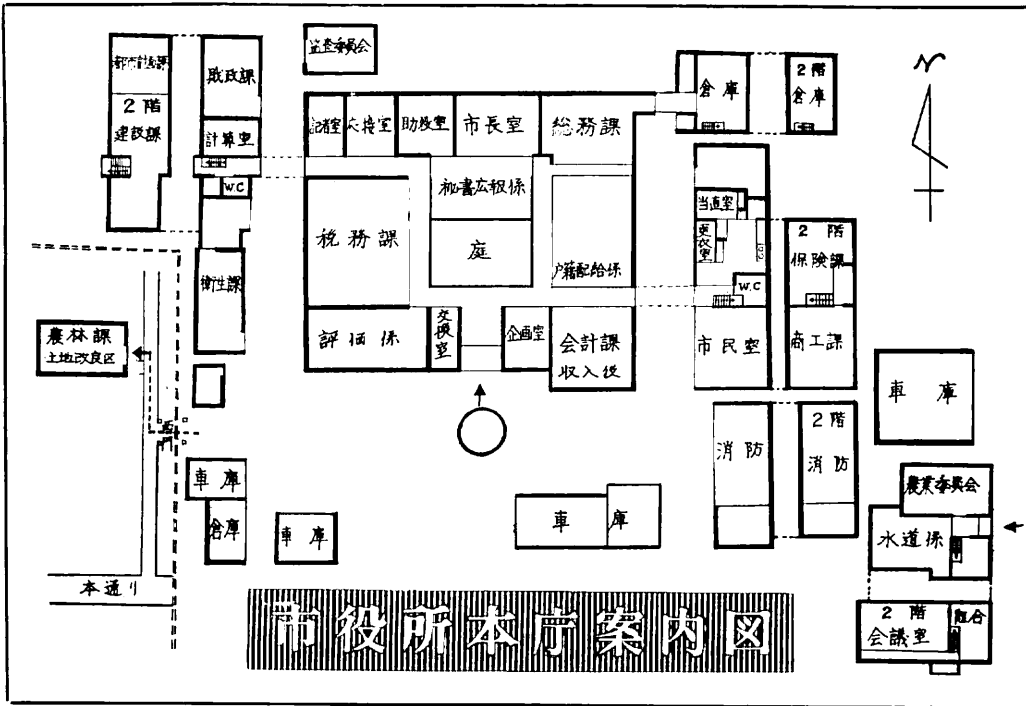 監査委員会
都市計画課
2階
建設課
財政課
計算室
W.C
記者室
応接室
助役室
市長室
総務課
倉庫
2階
倉庫
N
秘書広報係
庭
税務課
戸籍配給係
当直室
更衣室
W.C
2階
保険課
衛生課
農林課
土地改良区
評価係
交換室
企画室
会計課
収入役
市民室
商工課
車庫
消防
2階
消防
農業委員会
水道係
車庫
倉庫
車庫
車庫
本通り
2階
会議室
組合
市役所本庁案内図